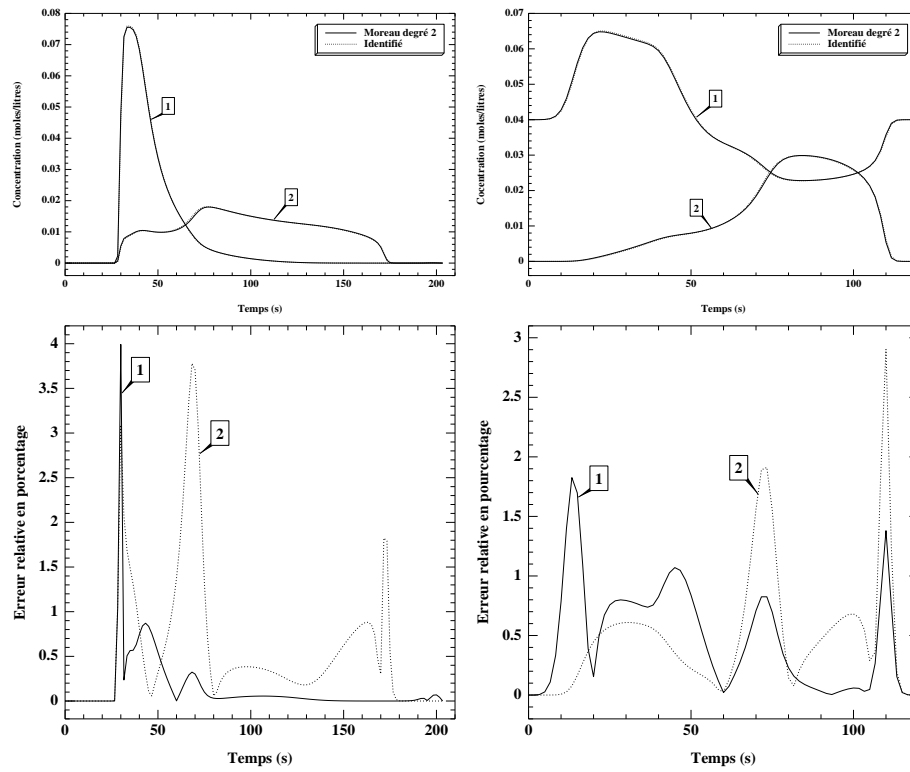 Moreau degré 2
Identifié
Concentration (moles/litres)
0.08
0.07
0.06
0.05
0.04
0.03
0.02
0.01
0
1
2
0 50 100 150 200
Temps (s)
Moreau degré 2
Identifié
Cocentration (moles/litres)
0.07
0.06
0.05
0.04
0.03
0.02
0.01
0
1
2
0 50 100
Temps (s)
Erreur relative en porcentage
4
3.5
3
2.5
2
1.5
1
0.5
0
1
2
0 50 100 150 200
Temps (s)
Erreur relative en pourcentage
3
2.5
2
1.5
1
0.5
0
1
2
0 50 100
Temps (s)